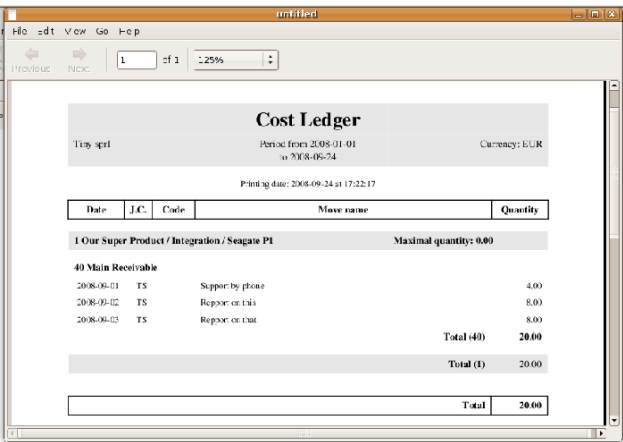 untitled
File Edit View Go Help
Previous Next 1 of 1 125%
Cost Ledger
Tiny sprl Period from 2008-01-01 Currency: EUR
to 2008-09-24
Printing date: 2008-09-24 at 17:22:17
Date J.C. Code Move name Quantity
1 Our Super Product / Integration / Seagate P1 Maximal quantity: 0.00
40 Main Receivable
2008-09-01 TS Support by phone 4.00
2008-09-02 TS Repport on this 8.00
2008-09-03 TS Repport on that 8.00
Total (40) 20.00
Total (1) 20.00
Total 20.00